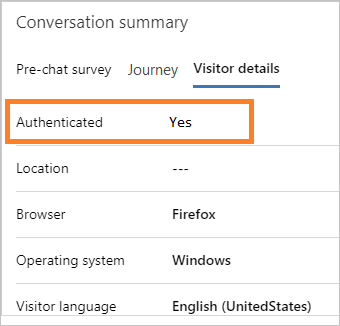 Conversation summary
Pre-chat survey Journey Visitor details
Authenticated Yes
Location ---
Browser Firefox
Operating system Windows
Visitor language English (UnitedStates)